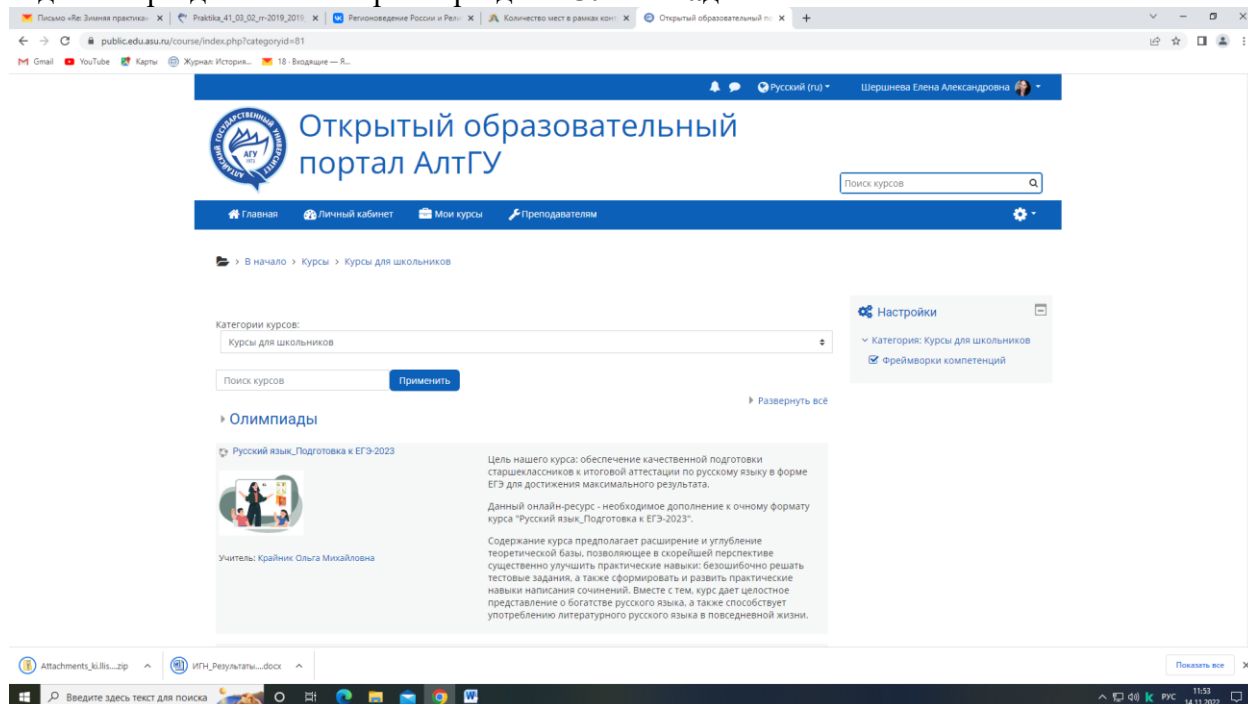 Письмо «Re: Зимняя практика»
Praktika_41_03_02_rr-2019_2019_
Регионоведение России и Рели
Количество мест в рамках конт
Открытый образовательный по
public.edu.asu.ru/course/index.php?categoryid=81
Gmail YouTube Карты Журнал: История... 18 · Входящие — Я...
Русский (ru) Шершнева Елена Александровна
Открытый образовательный
портал АлтГУ
АГУ
Поиск курсов
Главная Личный кабинет Мои курсы Преподавателям
В начало > Курсы > Курсы для школьников
Настройки
Категория: Курсы для школьников
Фреймворки компетенций
Категории курсов:
Курсы для школьников
Поиск курсов Применить
Развернуть всё
Олимпиады
Русский язык_Подготовка к ЕГЭ-2023
Учитель: Крайник Ольга Михайловна
Цель нашего курса: обеспечение качественной подготовки
старшеклассников к итоговой аттестации по русскому языку в форме
ЕГЭ для достижения максимального результата.
Данный онлайн-ресурс - необходимое дополнение к очному формату
курса "Русский язык_Подготовка к ЕГЭ-2023".
Содержание курса предполагает расширение и углубление
теоретической базы, позволяющее в скорейшей перспективе
существенно улучшить практические навыки: безошибочно решать
тестовые задания, а также сформировать и развить практические
навыки написания сочинений. Вместе с тем, курс дает целостное
представление о богатстве русского языка, а также способствует
употреблению литературного русского языка в повседневной жизни.
Attachments_ki.llis....zip
ИГН_Результаты....docx
Показать все
Введите здесь текст для поиска
РУС
11:53
14.11.2022